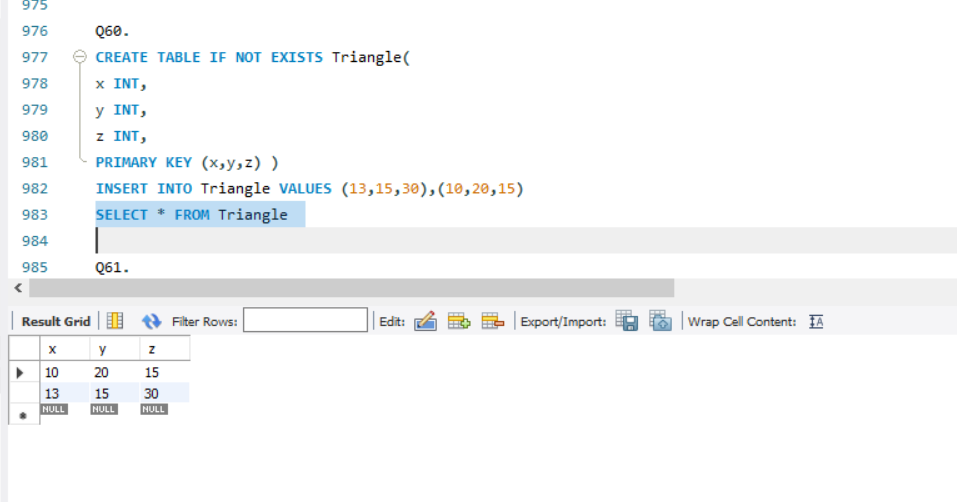 975
976 Q60.
977 CREATE TABLE IF NOT EXISTS Triangle(
978 x INT,
979 y INT,
980 z INT,
981 PRIMARY KEY (x,y,z) )
982 INSERT INTO Triangle VALUES (13,15,30),(10,20,15)
983 SELECT * FROM Triangle
984
985 Q61.
Result Grid Filter Rows: Edit: Export/Import: Wrap Cell Content: IA
x y z
10 20 15
13 15 30
NULL NULL NULL